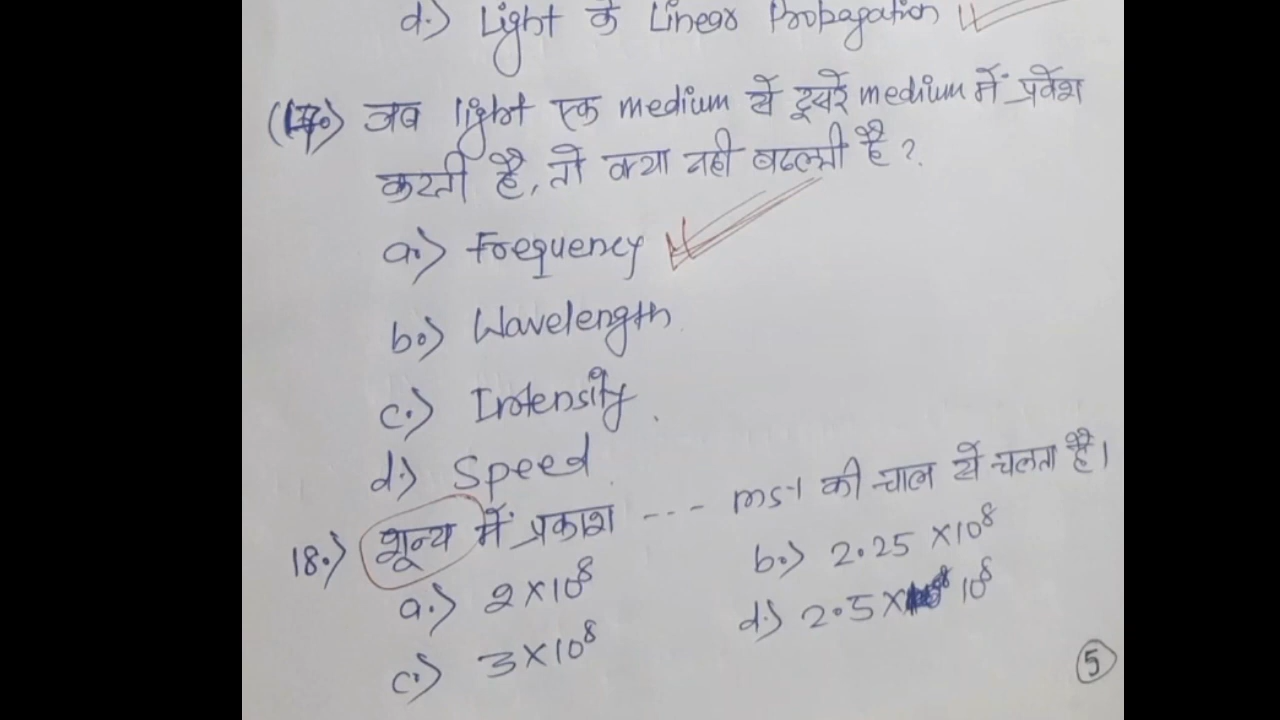 d.) Light के Linear Propagation
(17.) जब light एक medium से दूसरे medium में प्रवेश
करती है, तो क्या नही बदलती है ?
a.) Frequency
b.) Wavelength
c.) Intensity
d.) Speed
18.) शून्य में प्रकाश --- ms-1 की चाल से चलता है।
a.) 2×10⁸ b.) 2.25 ×10⁸
c.) 3×10⁸ d.) 2.5× 10⁸
5